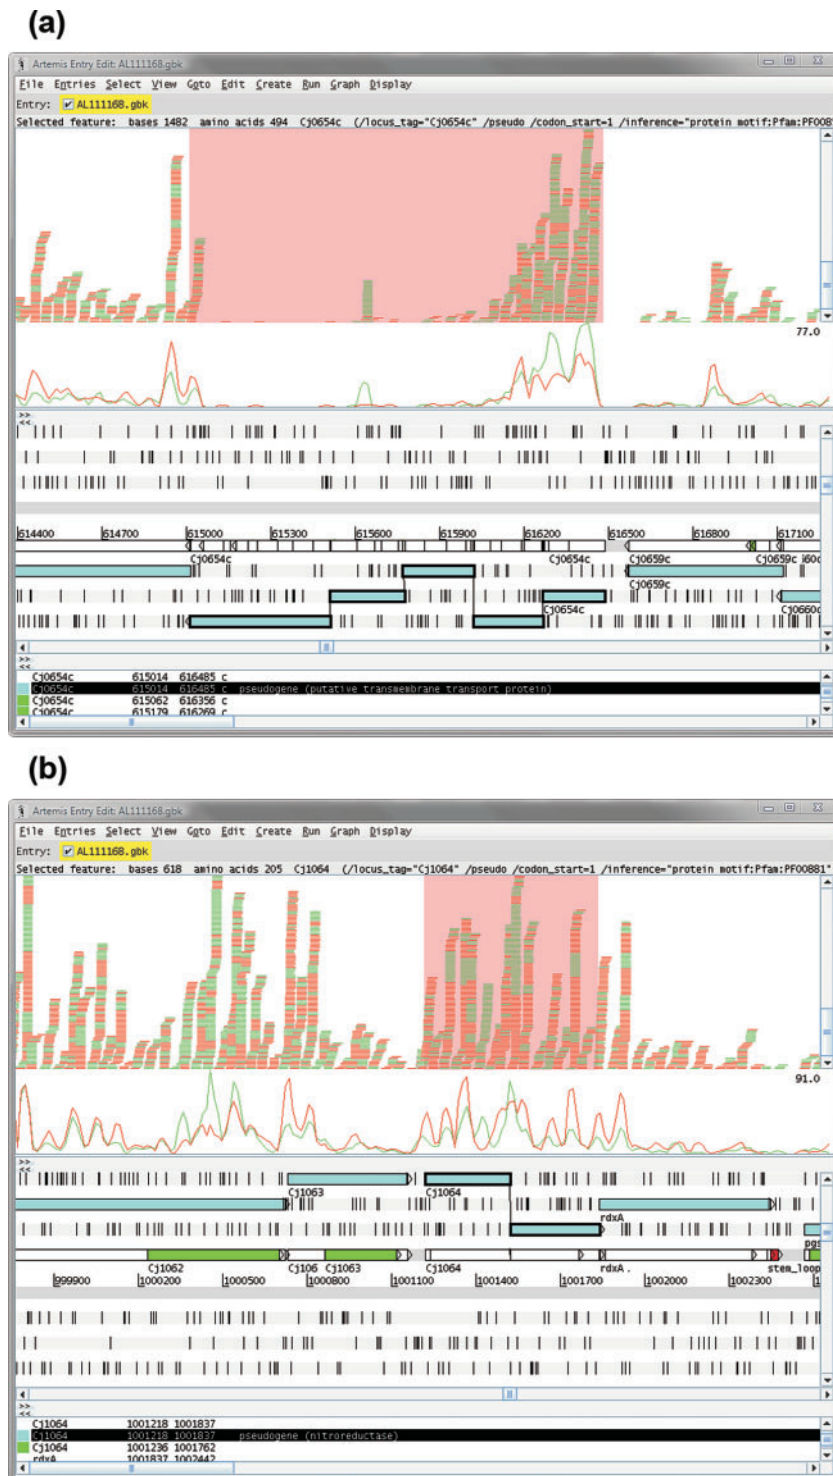 (a)
Artemis Entry Edit: AL111168.gbk
File Entries Select View Goto Edit Create Run Graph Display
Entry: AL111168.gbk
Selected feature: bases 1482 amino acids 494 Cj0654c (/locus_tag="Cj0654c" /pseudo /codon_start=1 /inference="protein motif:Pfam:PF008
77.0
>>
<<
614400 614700 615000 615300 615600 615900 616200 616500 616800 617100
Cj0654c Cj0654c Cj0659c Cj0659c
Cj0659c
Cj0654c Cj0660c
>>
<<
Cj0654c 615014 616485 c
Cj0654c 615014 616485 c pseudogene (putative transmembrane transport protein)
Cj0654c 615062 616356 c
Cj0654c 615179 616269 c
(b)
Artemis Entry Edit: AL111168.gbk
File Entries Select View Goto Edit Create Run Graph Display
Entry: AL111168.gbk
Selected feature: bases 618 amino acids 205 Cj1064 (/locus_tag="Cj1064" /pseudo /codon_start=1 /inference="protein motif:Pfam:PF00881"
91.0
>>
<<
Cj1063 Cj1064
rdxA
pgs
Cj1062 Cj106 Cj1063 Cj1064 rdxA . stem_loop
999900 1000200 1000500 1000800 1001100 1001400 1001700 1002000 1002300
>>
<<
Cj1064 1001218 1001837
Cj1064 1001218 1001837 pseudogene (nitroreductase)
Cj1064 1001236 1001762
rdxA 1001837 1002442